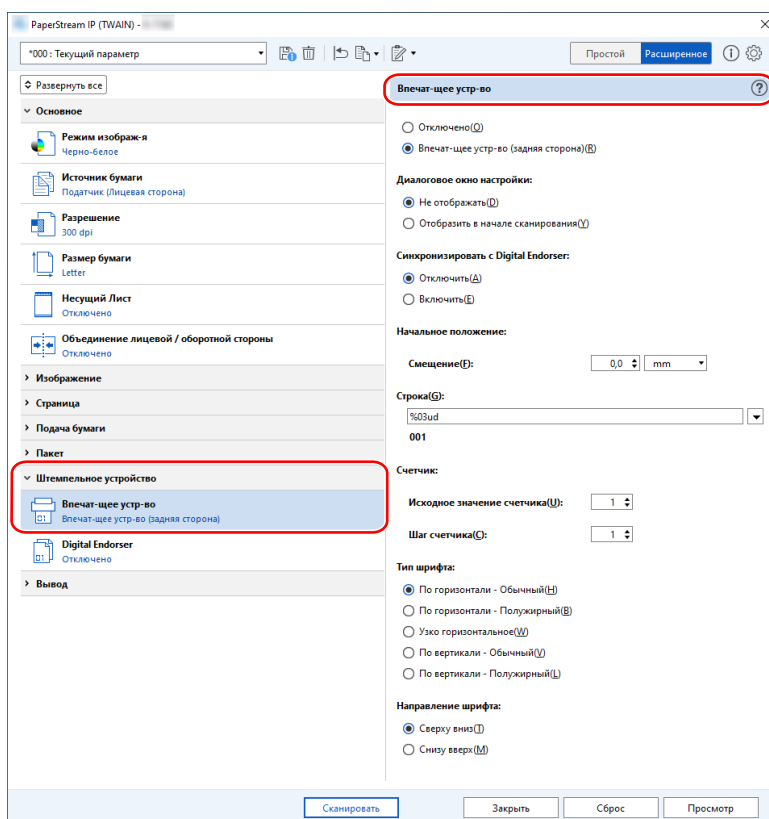 PaperStream IP (TWAIN) -
*000 : Текущий параметр
Простой
Расширенное
Развернуть все
Основное
Режим изображ-я
Черно-белое
Источник бумаги
Податчик (Лицевая сторона)
Разрешение
300 dpi
Размер бумаги
Letter
Несущий Лист
Отключено
Объединение лицевой / оборотной стороны
Отключено
Изображение
Страница
Подача бумаги
Пакет
Штемпельное устройство
Впечат-щее устр-во
Впечат-щее устр-во (задняя сторона)
Digital Endorser
Отключено
Вывод
Впечат-щее устр-во
Отключено(O)
Впечат-щее устр-во (задняя сторона)(R)
Диалоговое окно настройки:
Не отображать(D)
Отобразить в начале сканирования(Y)
Синхронизировать с Digital Endorser:
Отключить(A)
Включить(E)
Начальное положение:
Смещение(F): 0,0 mm
Строка(G):
%03ud
001
Счетчик:
Исходное значение счетчика(U): 1
Шаг счетчика(C): 1
Тип шрифта:
По горизонтали - Обычный(H)
По горизонтали - Полужирный(B)
Узко горизонтальное(W)
По вертикали - Обычный(V)
По вертикали - Полужирный(L)
Направление шрифта:
Сверху вниз(T)
Снизу вверх(M)
Сканировать
Закрыть
Сброс
Просмотр